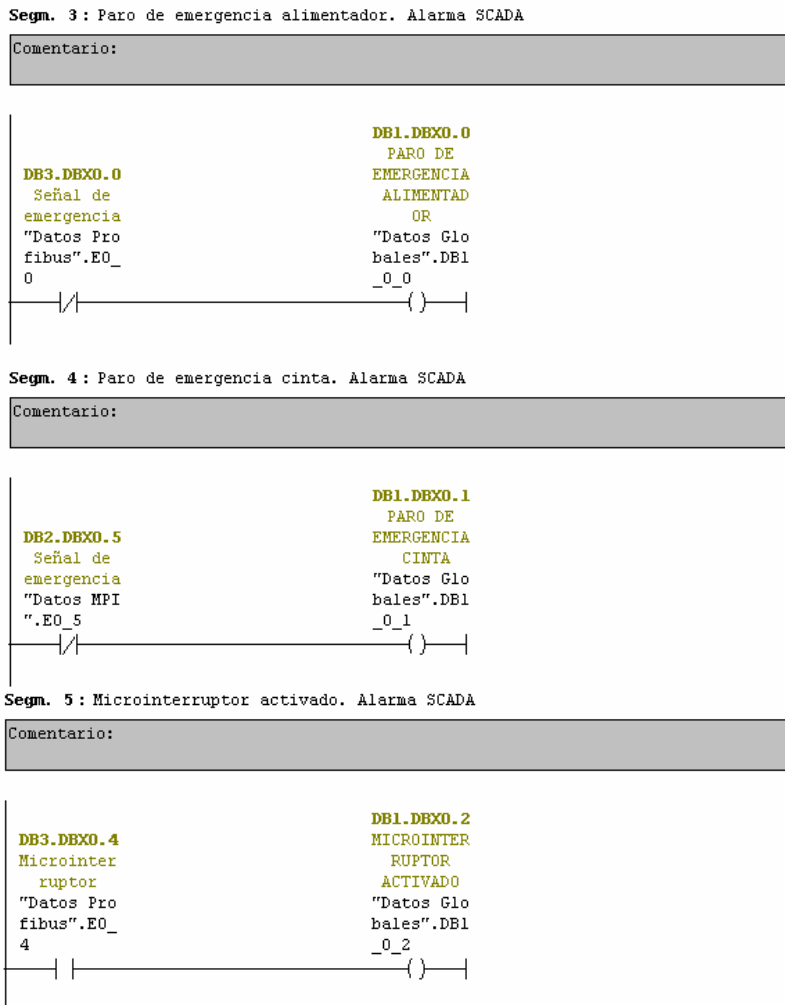 Segm. 3 : Paro de emergencia alimentador. Alarma SCADA
Comentario:
DB1.DBX0.0
PARO DE
EMERGENCIA
ALIMENTAD
OR
"Datos Glo
bales".DB1
_0_0
DB3.DBX0.0
Señal de
emergencia
"Datos Pro
fibus".E0_
0
Segm. 4 : Paro de emergencia cinta. Alarma SCADA
Comentario:
DB1.DBX0.1
PARO DE
EMERGENCIA
CINTA
"Datos Glo
bales".DB1
_0_1
DB2.DBX0.5
Señal de
emergencia
"Datos MPI
".E0_5
Segm. 5 : Microinterruptor activado. Alarma SCADA
Comentario:
DB1.DBX0.2
MICROINTER
RUPTOR
ACTIVADO
"Datos Glo
bales".DB1
_0_2
DB3.DBX0.4
Microinter
ruptor
"Datos Pro
fibus".E0_
4